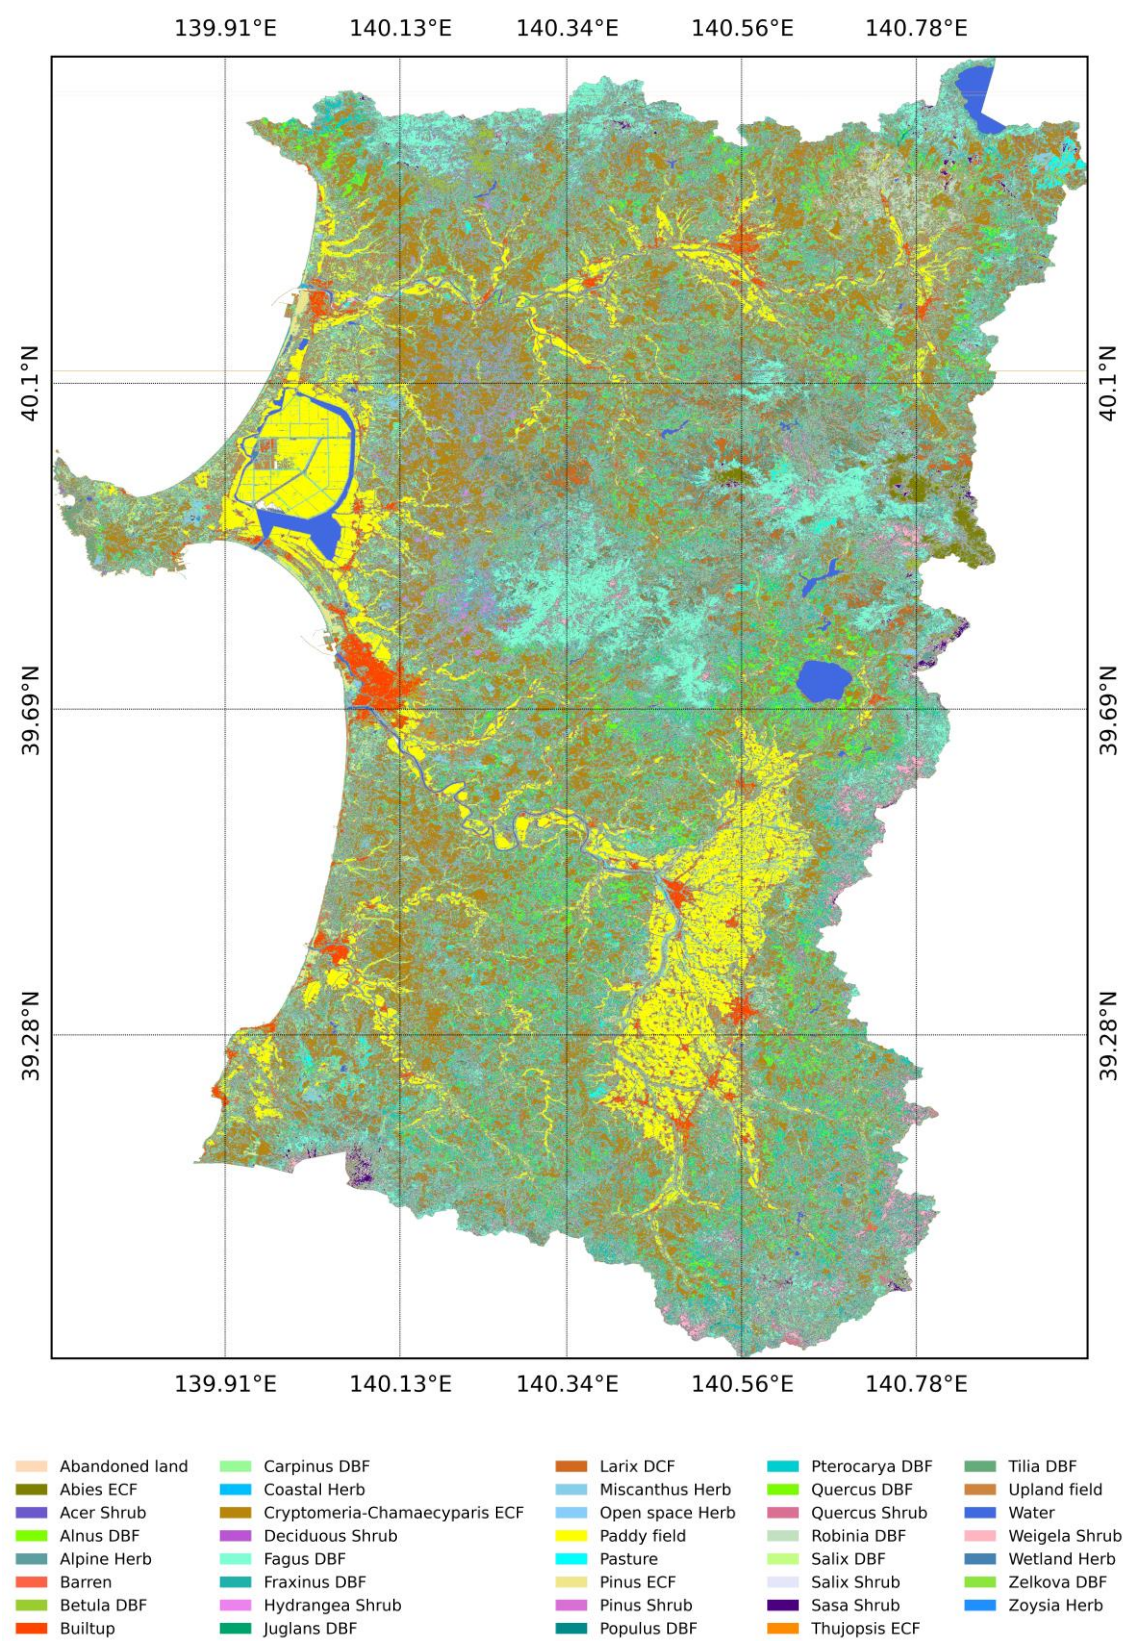 139.91°E 140.13°E 140.34°E 140.56°E 140.78°E
40.1°N 40.1°N
39.69°N 39.69°N
39.28°N 39.28°N
139.91°E 140.13°E 140.34°E 140.56°E 140.78°E
Abandoned land
Abies ECF
Acer Shrub
Alnus DBF
Alpine Herb
Barren
Betula DBF
Builtup
Carpinus DBF
Coastal Herb
Cryptomeria-Chamaecyparis ECF
Deciduous Shrub
Fagus DBF
Fraxinus DBF
Hydrangea Shrub
Juglans DBF
Larix DCF
Miscanthus Herb
Open space Herb
Paddy field
Pasture
Pinus ECF
Pinus Shrub
Populus DBF
Pterocarya DBF
Quercus DBF
Quercus Shrub
Robinia DBF
Salix DBF
Salix Shrub
Sasa Shrub
Thujopsis ECF
Tilia DBF
Upland field
Water
Weigela Shrub
Wetland Herb
Zelkova DBF
Zoysia Herb